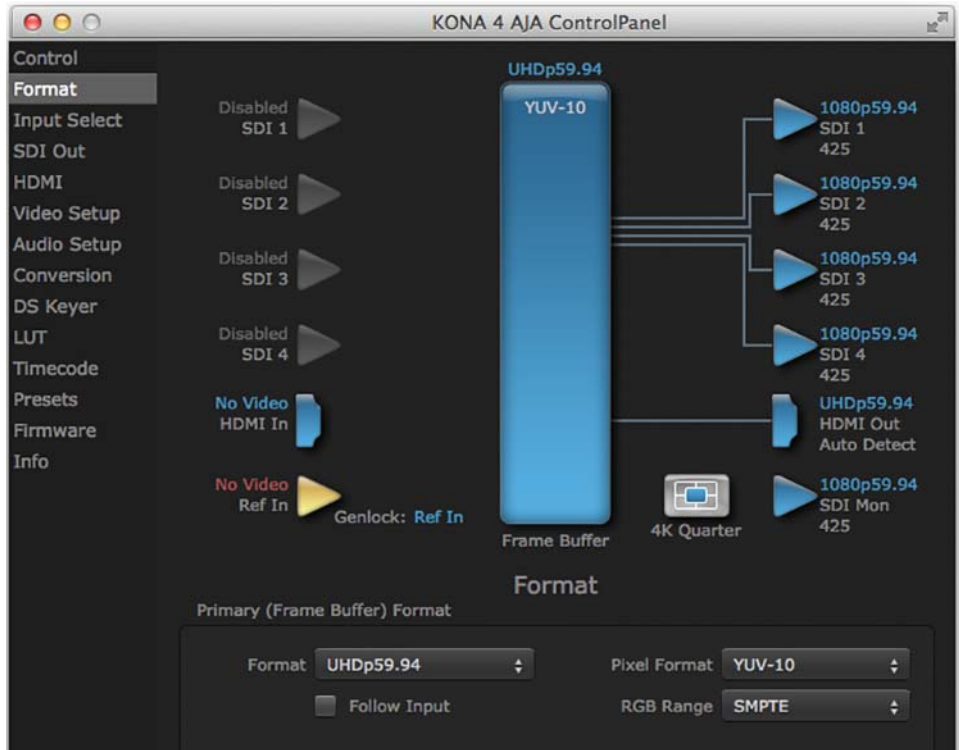 KONA 4 AJA ControlPanel
Control
Format
Input Select
SDI Out
HDMI
Video Setup
Audio Setup
Conversion
DS Keyer
LUT
Timecode
Presets
Firmware
Info
Disabled
SDI 1
Disabled
SDI 2
Disabled
SDI 3
Disabled
SDI 4
No Video
HDMI In
No Video
Ref In
Genlock: Ref In
UHDp59.94
YUV-10
Frame Buffer
4K Quarter
1080p59.94
SDI 1
425
1080p59.94
SDI 2
425
1080p59.94
SDI 3
425
1080p59.94
SDI 4
425
UHDp59.94
HDMI Out
Auto Detect
1080p59.94
SDI Mon
425
Format
Primary (Frame Buffer) Format
Format UHDp59.94
Pixel Format YUV-10
Follow Input
RGB Range SMPTE